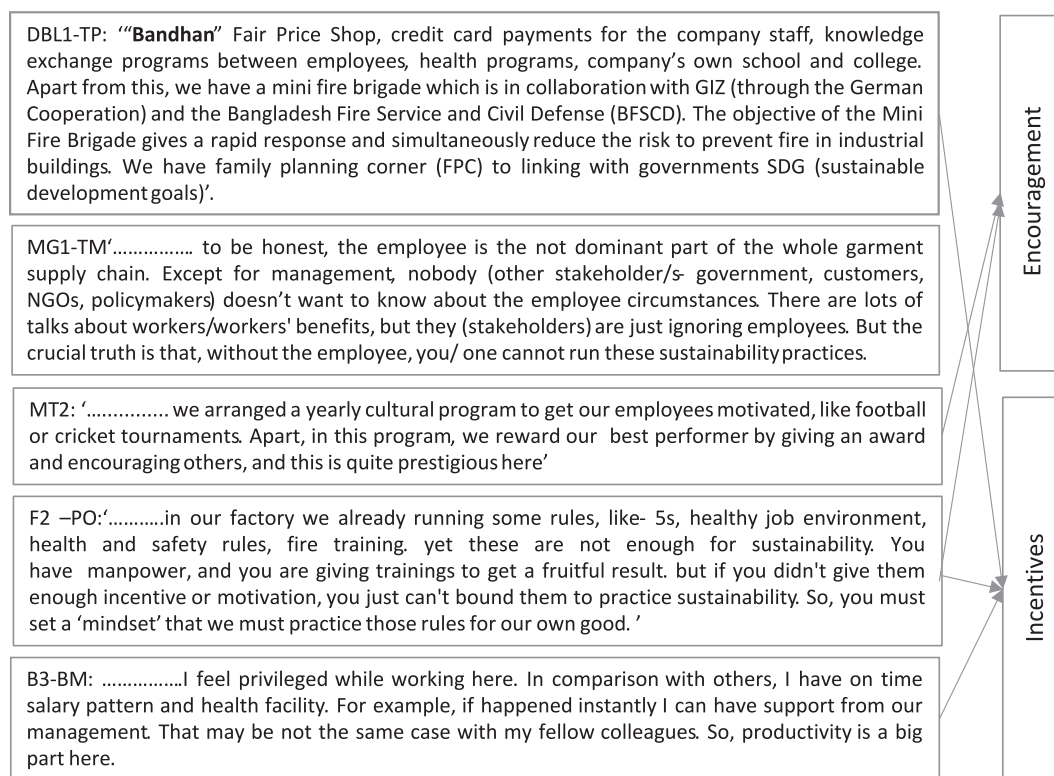 DBL1-TP: ‘“Bandhan” Fair Price Shop, credit card payments for the company staff, knowledge
exchange programs between employees, health programs, company’s own school and college.
Apart from this, we have a mini fire brigade which is in collaboration with GIZ (through the German
Cooperation) and the Bangladesh Fire Service and Civil Defense (BFSCD). The objective of the Mini
Fire Brigade gives a rapid response and simultaneously reduce the risk to prevent fire in industrial
buildings. We have family planning corner (FPC) to linking with governments SDG (sustainable
development goals)’.
MG1-TM‘…………….. to be honest, the employee is the not dominant part of the whole garment
supply chain. Except for management, nobody (other stakeholder/s- government, customers,
NGOs, policymakers) doesn’t want to know about the employee circumstances. There are lots of
talks about workers/workers' benefits, but they (stakeholders) are just ignoring employees. But the
crucial truth is that, without the employee, you/ one cannot run these sustainability practices.
MT2: ‘…............ we arranged a yearly cultural program to get our employees motivated, like football
or cricket tournaments. Apart, in this program, we reward our best performer by giving an award
and encouraging others, and this is quite prestigious here’
F2 –PO:‘………..in our factory we already running some rules, like- 5s, healthy job environment,
health and safety rules, fire training. yet these are not enough for sustainability. You
have manpower, and you are giving trainings to get a fruitful result. but if you didn't give them
enough incentive or motivation, you just can't bound them to practice sustainability. So, you must
set a ‘mindset’ that we must practice those rules for our own good. ’
B3-BM: …………….I feel privileged while working here. In comparison with others, I have on time
salary pattern and health facility. For example, if happened instantly I can have support from our
management. That may be not the same case with my fellow colleagues. So, productivity is a big
part here.
Encouragement
Incentives